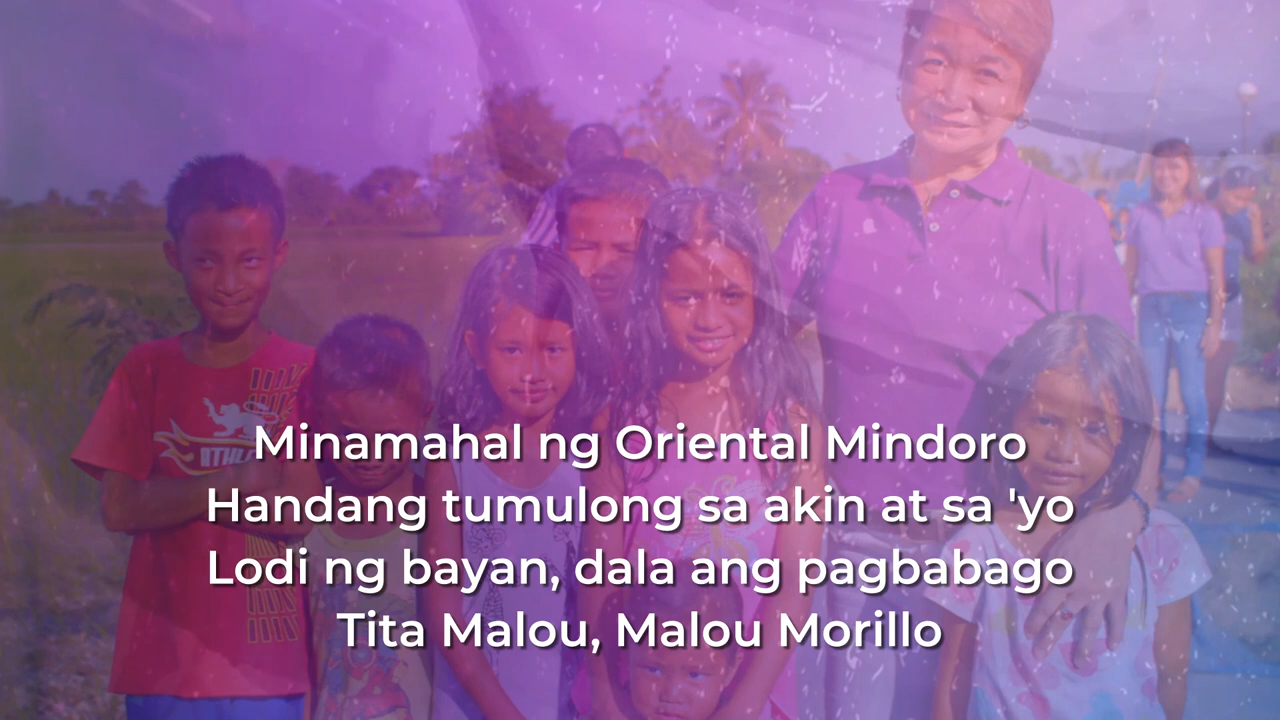 Minamahal ng Oriental Mindoro
Handang tumulong sa akin at sa 'yo
Lodi ng bayan, dala ang pagbabago
Tita Malou, Malou Morillo